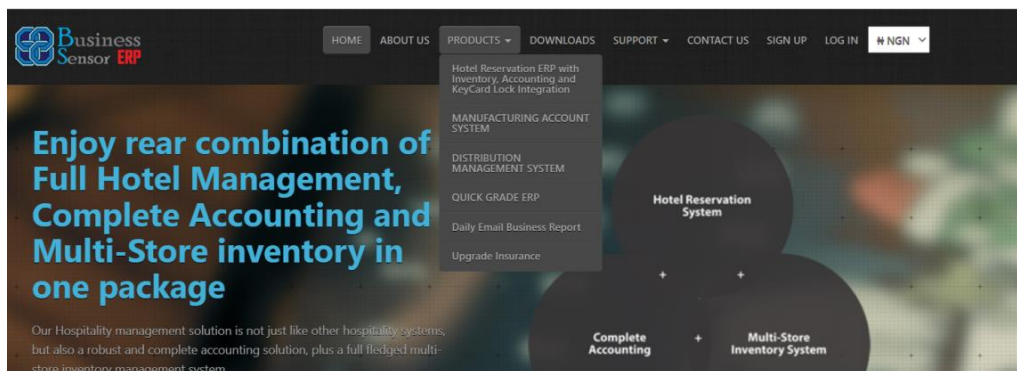 Business
Sensor ERP
HOME ABOUT US PRODUCTS DOWNLOADS SUPPORT CONTACT US SIGN UP LOG IN ₦ NGN
Hotel Reservation ERP with
Inventory, Accounting and
KeyCard Lock Integration
MANUFACTURING ACCOUNT
SYSTEM
DISTRIBUTION
MANAGEMENT SYSTEM
QUICK GRADE ERP
Daily Email Business Report
Upgrade Insurance
Enjoy rear combination of
Full Hotel Management,
Complete Accounting and
Multi-Store inventory in
one package
Our Hospitality management solution is not just like other hospitality systems,
but also a robust and complete accounting solution, plus a full fledged multi-
store inventory management system
Hotel Reservation
System
Complete
Accounting
Multi-Store
Inventory System